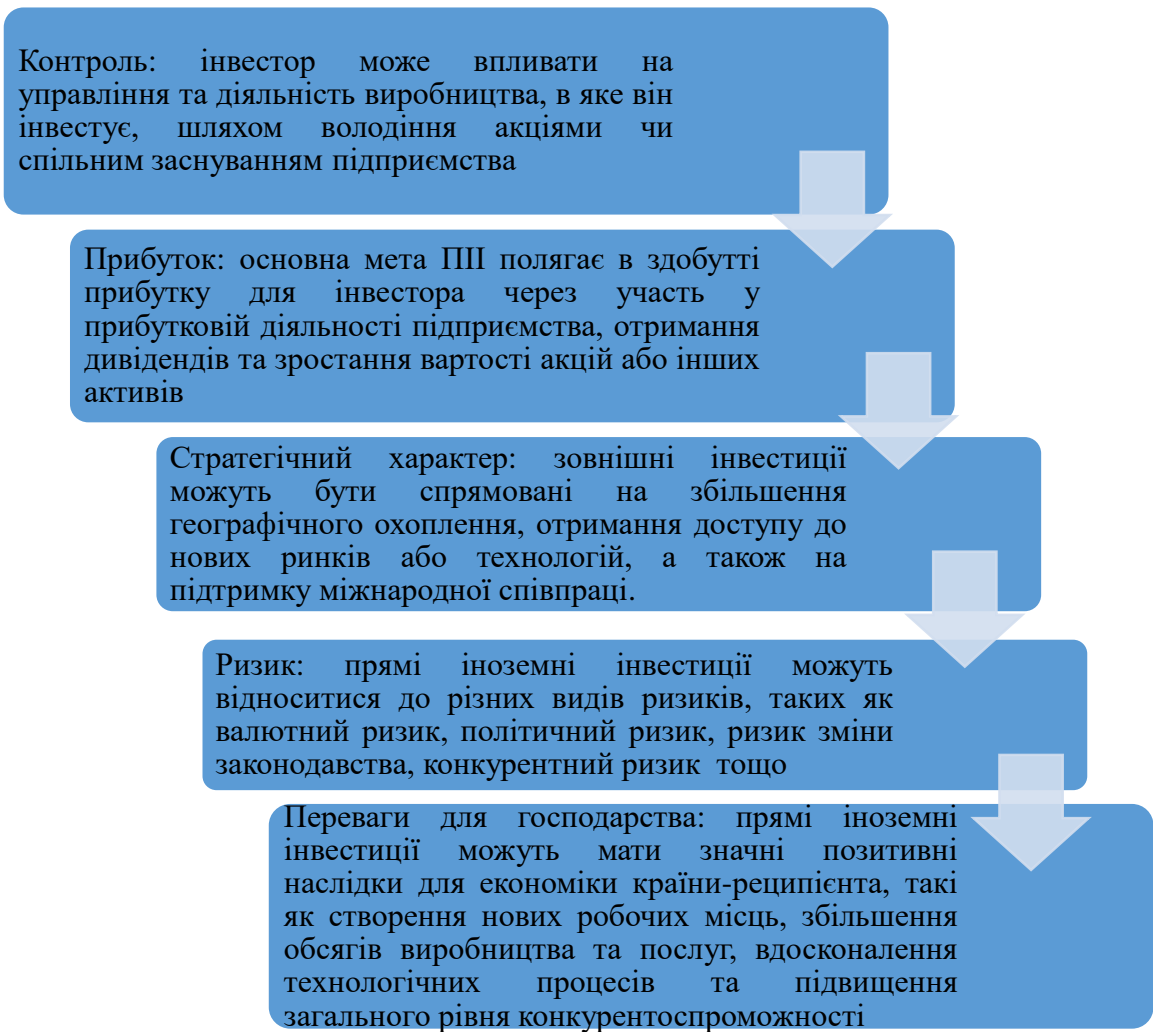 Контроль: інвестор може впливати на
управління та діяльність виробництва, в яке він
інвестує, шляхом володіння акціями чи
спільним заснуванням підприємства
Прибуток: основна мета ПІІ полягає в здобутті
прибутку для інвестора через участь у
прибутковій діяльності підприємства, отримання
дивідендів та зростання вартості акцій або інших
активів
Стратегічний характер: зовнішні інвестиції
можуть бути спрямовані на збільшення
географічного охоплення, отримання доступу до
нових ринків або технологій, а також на
підтримку міжнародної співпраці.
Ризик: прямі іноземні інвестиції можуть
відноситися до різних видів ризиків, таких як
валютний ризик, політичний ризик, ризик зміни
законодавства, конкурентний ризик тощо
Переваги для господарства: прямі іноземні
інвестиції можуть мати значні позитивні
наслідки для економіки країни-реципієнта, такі
як створення нових робочих місць, збільшення
обсягів виробництва та послуг, вдосконалення
технологічних процесів та підвищення
загального рівня конкурентоспроможності